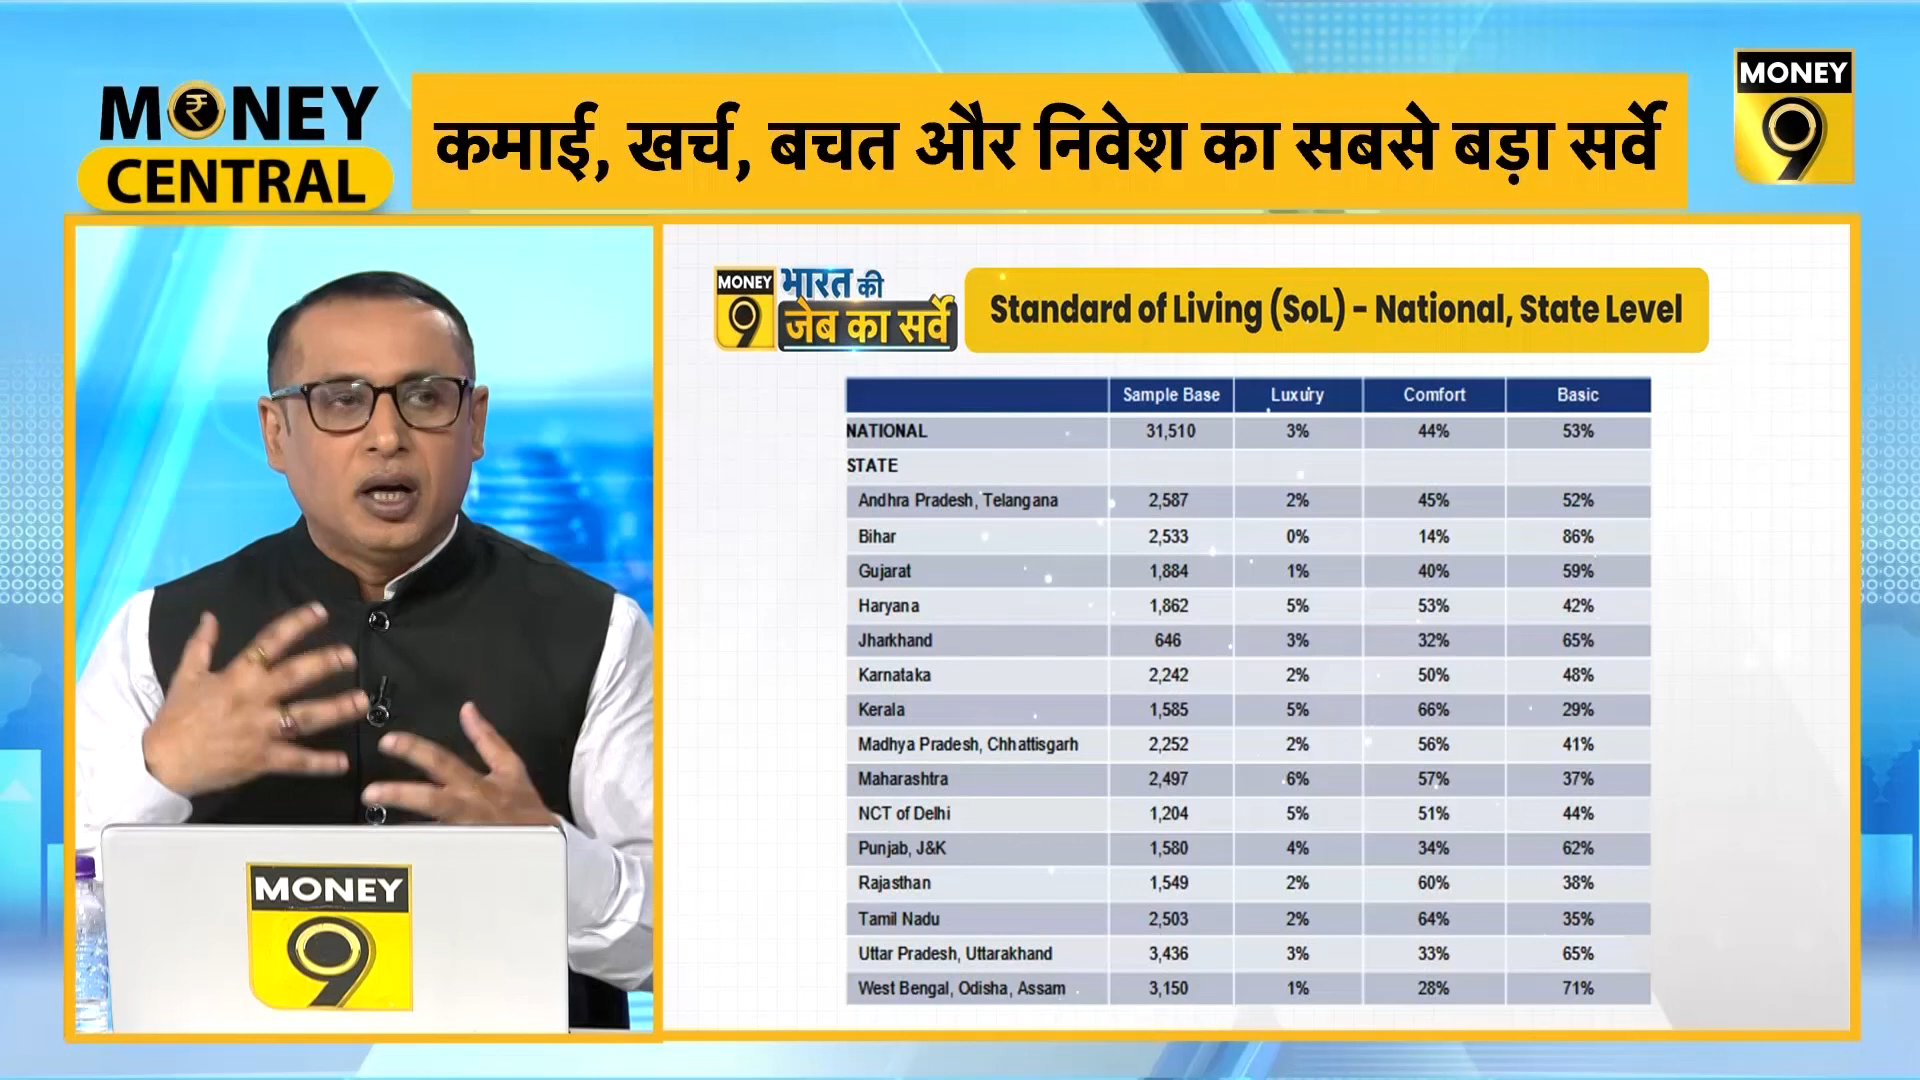 MONEY
CENTRAL
कमाई, खर्च, बचत और निवेश का सबसे बड़ा सर्वे
MONEY
9
MONEY
9
भारत की
जेब का सर्वे
Standard of Living (SoL) - National, State Level
Sample Base Luxury Comfort Basic
NATIONAL 31,510 3% 44% 53%
STATE
Andhra Pradesh, Telangana 2,587 2% 45% 52%
Bihar 2,533 0% 14% 86%
Gujarat 1,884 1% 40% 59%
Haryana 1,862 5% 53% 42%
Jharkhand 646 3% 32% 65%
Karnataka 2,242 2% 50% 48%
Kerala 1,585 5% 66% 29%
Madhya Pradesh, Chhattisgarh 2,252 2% 56% 41%
Maharashtra 2,497 6% 57% 37%
NCT of Delhi 1,204 5% 51% 44%
Punjab, J&K 1,580 4% 34% 62%
Rajasthan 1,549 2% 60% 38%
Tamil Nadu 2,503 2% 64% 35%
Uttar Pradesh, Uttarakhand 3,436 3% 33% 65%
West Bengal, Odisha, Assam 3,150 1% 28% 71%
MONEY
9